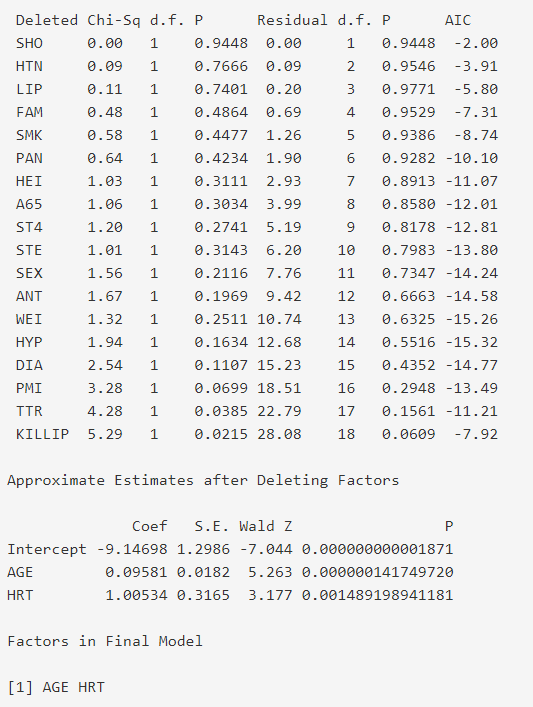 Deleted Chi-Sq d.f. P      Residual d.f. P      AIC
SHO     0.00   1    0.9448  0.00     1   0.9448  -2.00
HTN     0.09   1    0.7666  0.09     2   0.9546  -3.91
LIP     0.11   1    0.7401  0.20     3   0.9771  -5.80
FAM     0.48   1    0.4864  0.69     4   0.9529  -7.31
SMK     0.58   1    0.4477  1.26     5   0.9386  -8.74
PAN     0.64   1    0.4234  1.90     6   0.9282 -10.10
HEI     1.03   1    0.3111  2.93     7   0.8913 -11.07
A65     1.06   1    0.3034  3.99     8   0.8580 -12.01
ST4     1.20   1    0.2741  5.19     9   0.8178 -12.81
STE     1.01   1    0.3143  6.20    10   0.7983 -13.80
SEX     1.56   1    0.2116  7.76    11   0.7347 -14.24
ANT     1.67   1    0.1969  9.42    12   0.6663 -14.58
WEI     1.32   1    0.2511 10.74    13   0.6325 -15.26
HYP     1.94   1    0.1634 12.68    14   0.5516 -15.32
DIA     2.54   1    0.1107 15.23    15   0.4352 -14.77
PMI     3.28   1    0.0699 18.51    16   0.2948 -13.49
TTR     4.28   1    0.0385 22.79    17   0.1561 -11.21
KILLIP  5.29   1    0.0215 28.08    18   0.0609  -7.92
Approximate Estimates after Deleting Factors
Coef   S.E. Wald Z                 P
Intercept -9.14698 1.2986 -7.044 0.000000000001871
AGE        0.09581 0.0182  5.263 0.000000141749720
HRT        1.00534 0.3165  3.177 0.001489198941181
Factors in Final Model
[1] AGE HRT